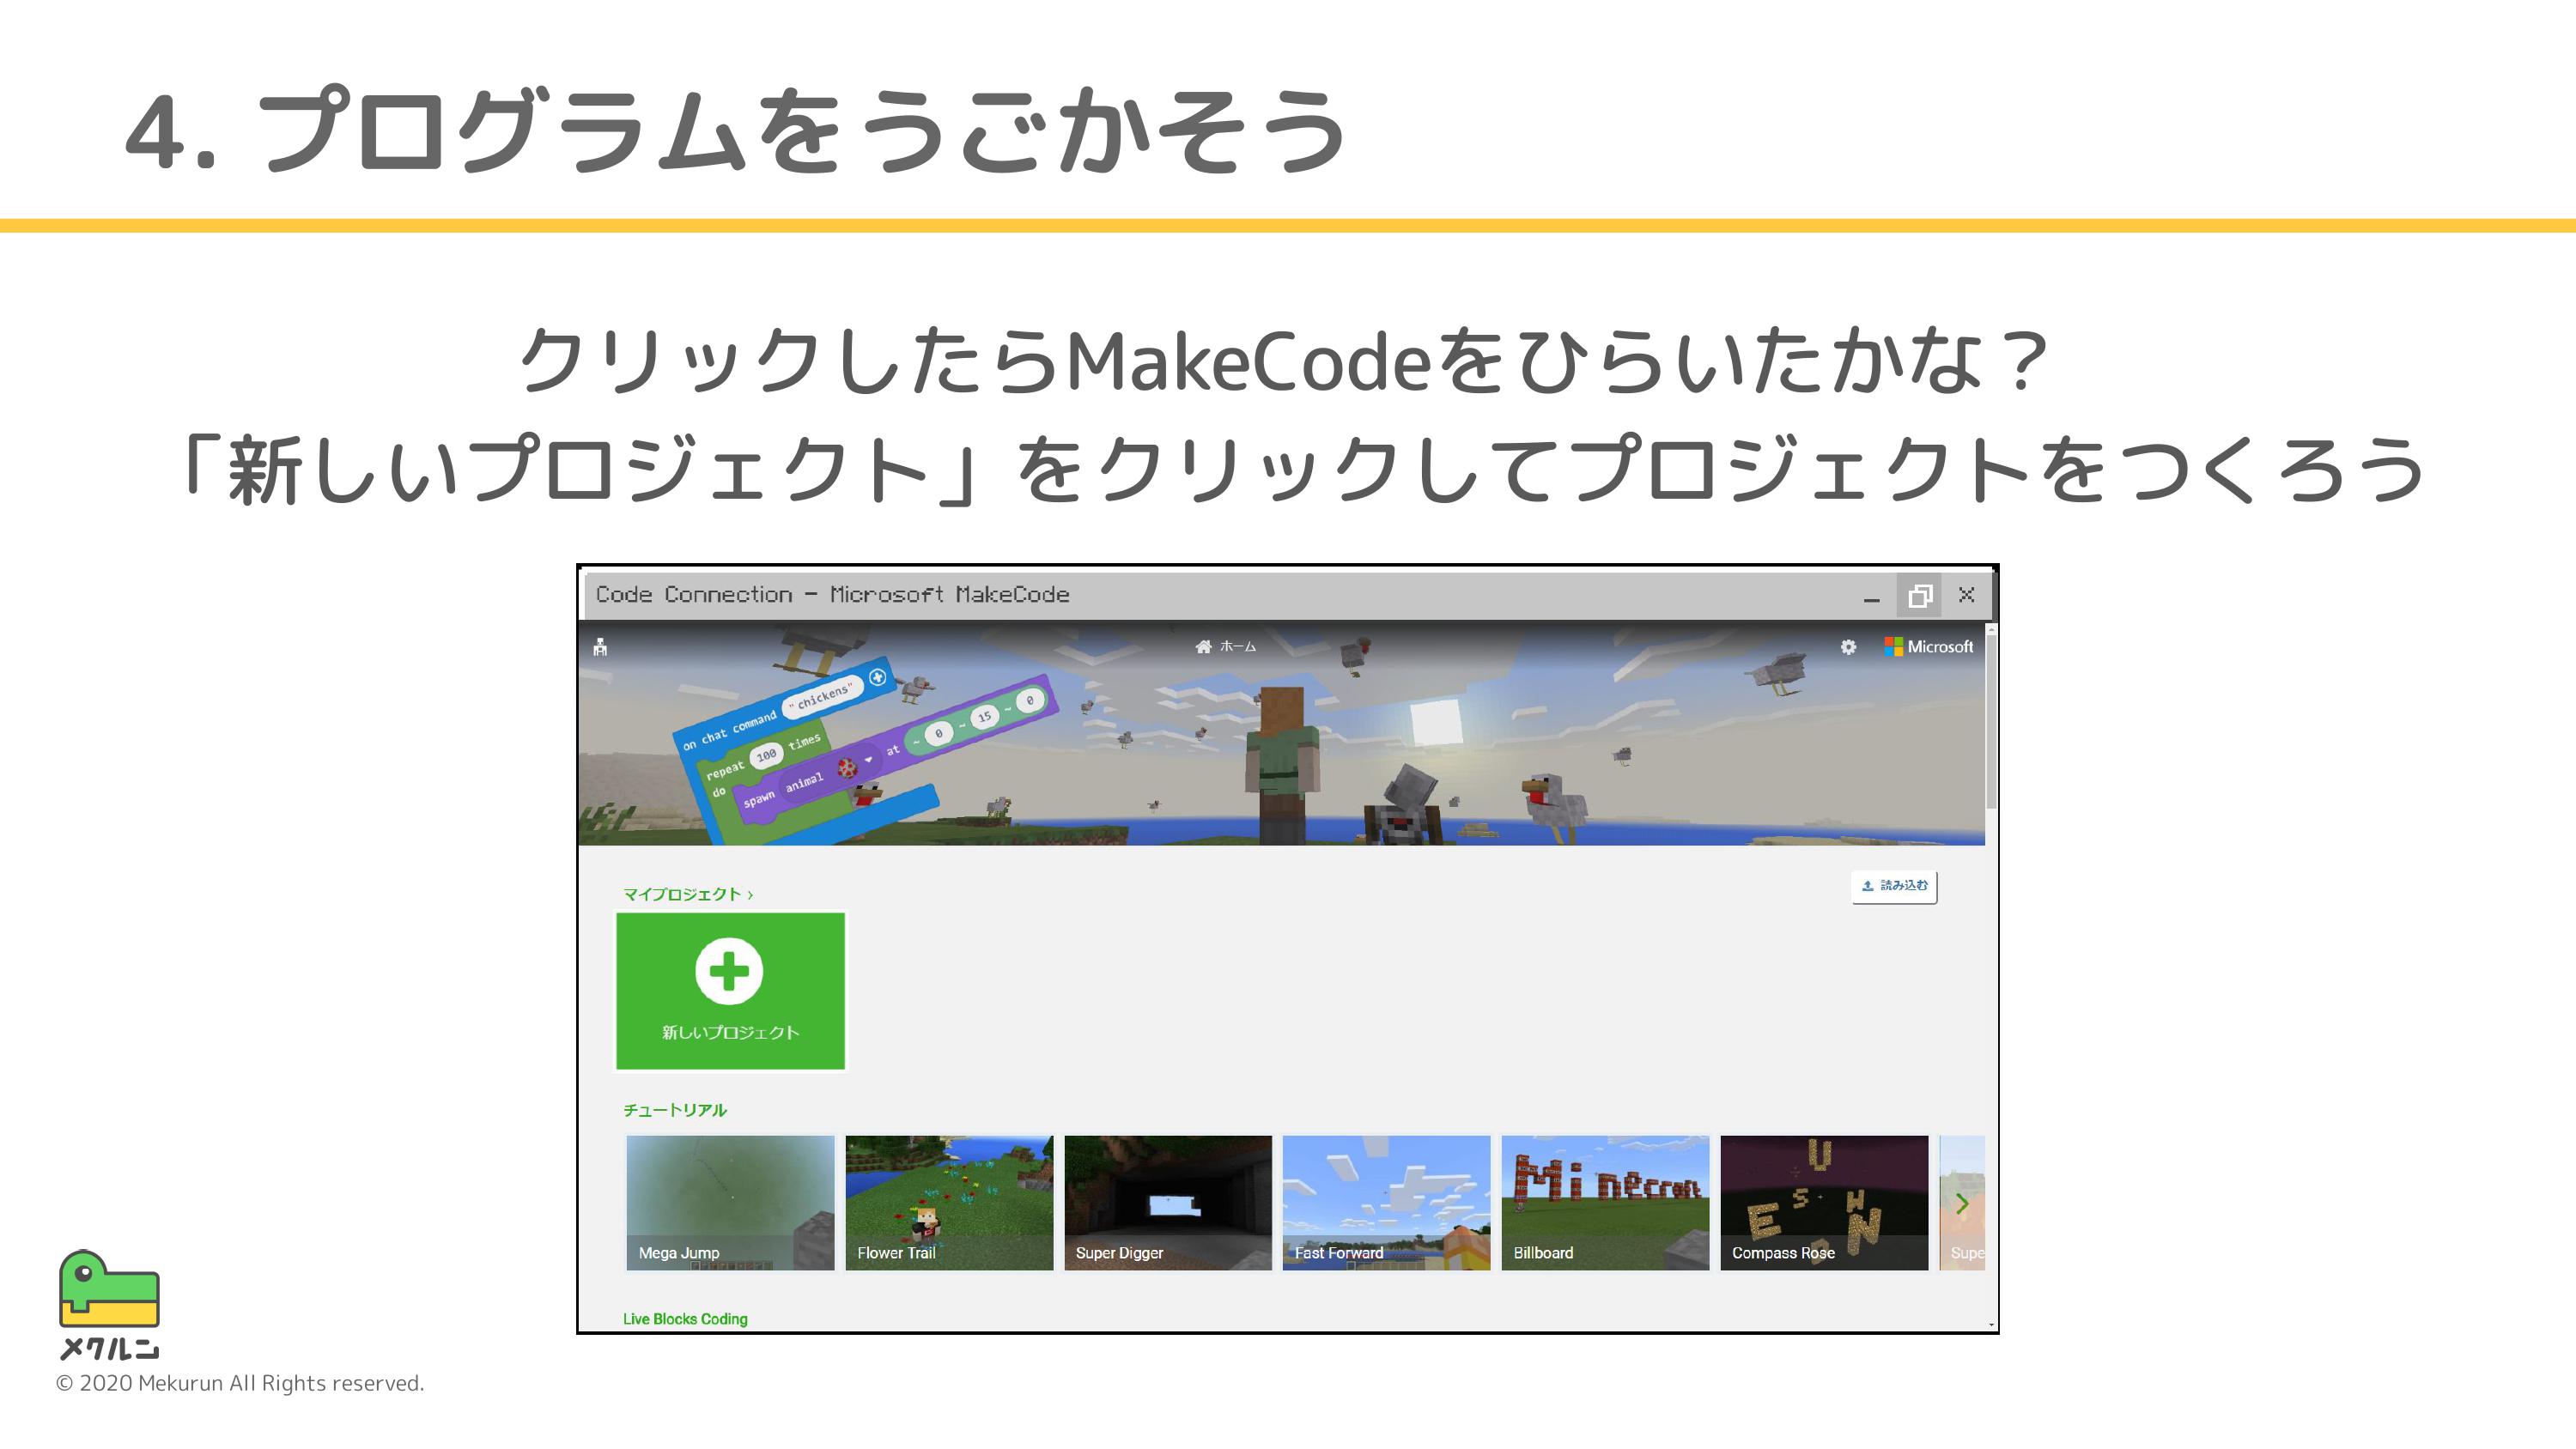 4. プログラムをうごかそう
クリックしたらMakeCodeをひらいたかな？
「新しいプロジェクト」をクリックしてプロジェクトをつくろう
Code Connection - Microsoft MakeCode
ホーム
Microsoft
on chat command "chickens"
repeat 100 times
do spawn animal at ~ 0 ~ 15 ~ 0
マイプロジェクト
読み込む
新しいプロジェクト
チュートリアル
Mega Jump
Flower Trail
Super Digger
Fast Forward
Billboard
Compass Rose
Supe
Minecraft
U
S H
E N
Live Blocks Coding
メクルン
© 2020 Mekurun All Rights reserved.